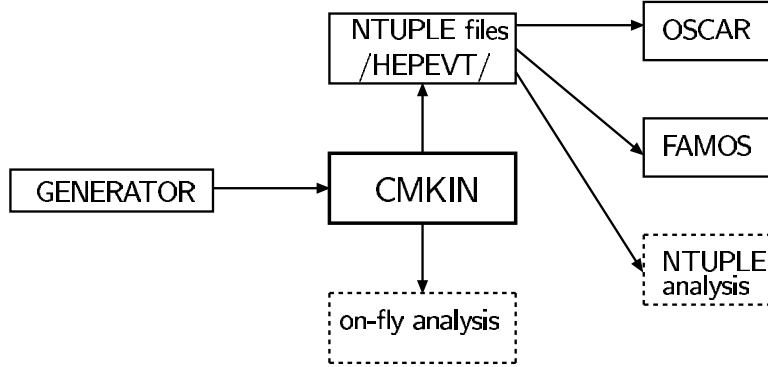 NTUPLE files
/HEPEVT/
OSCAR
FAMOS
GENERATOR
CMKIN
NTUPLE
analysis
on-fly analysis